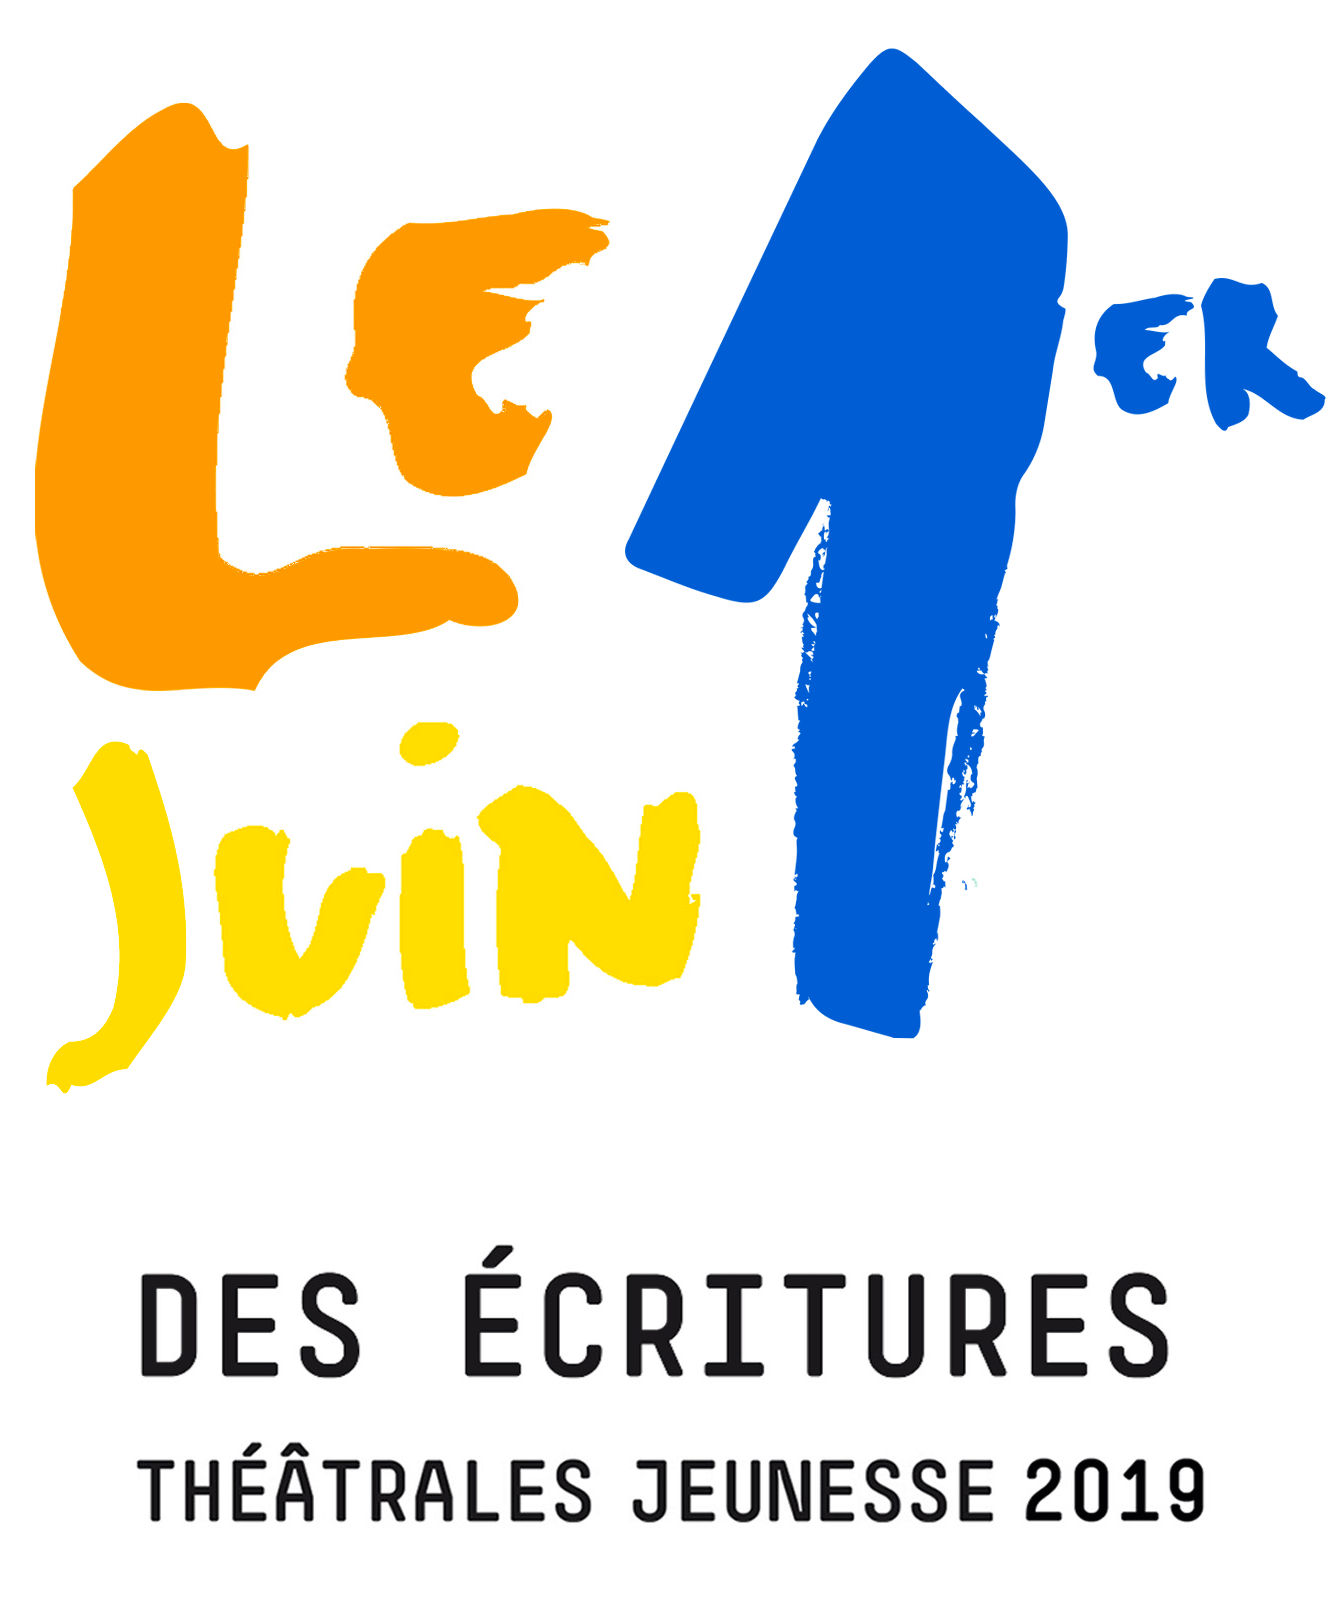 LE 1ER
JUIN
DES ÉCRITURES
THÉÂTRALES JEUNESSE 2019